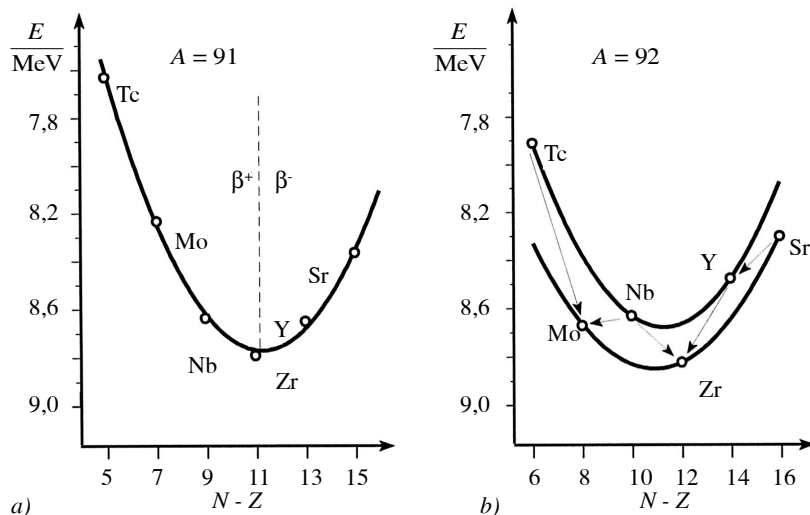 E
MeV
A = 91
Tc
7,8
β⁺ β⁻
8,2
Mo
Sr
8,6
Y
Nb
Zr
9,0
5 7 9 11 13 15
a)
N - Z
E
MeV
A = 92
Tc
7,8
8,2
Y
Sr
Nb
8,6
Mo
Zr
9,0
6 8 10 12 14 16
b)
N - Z